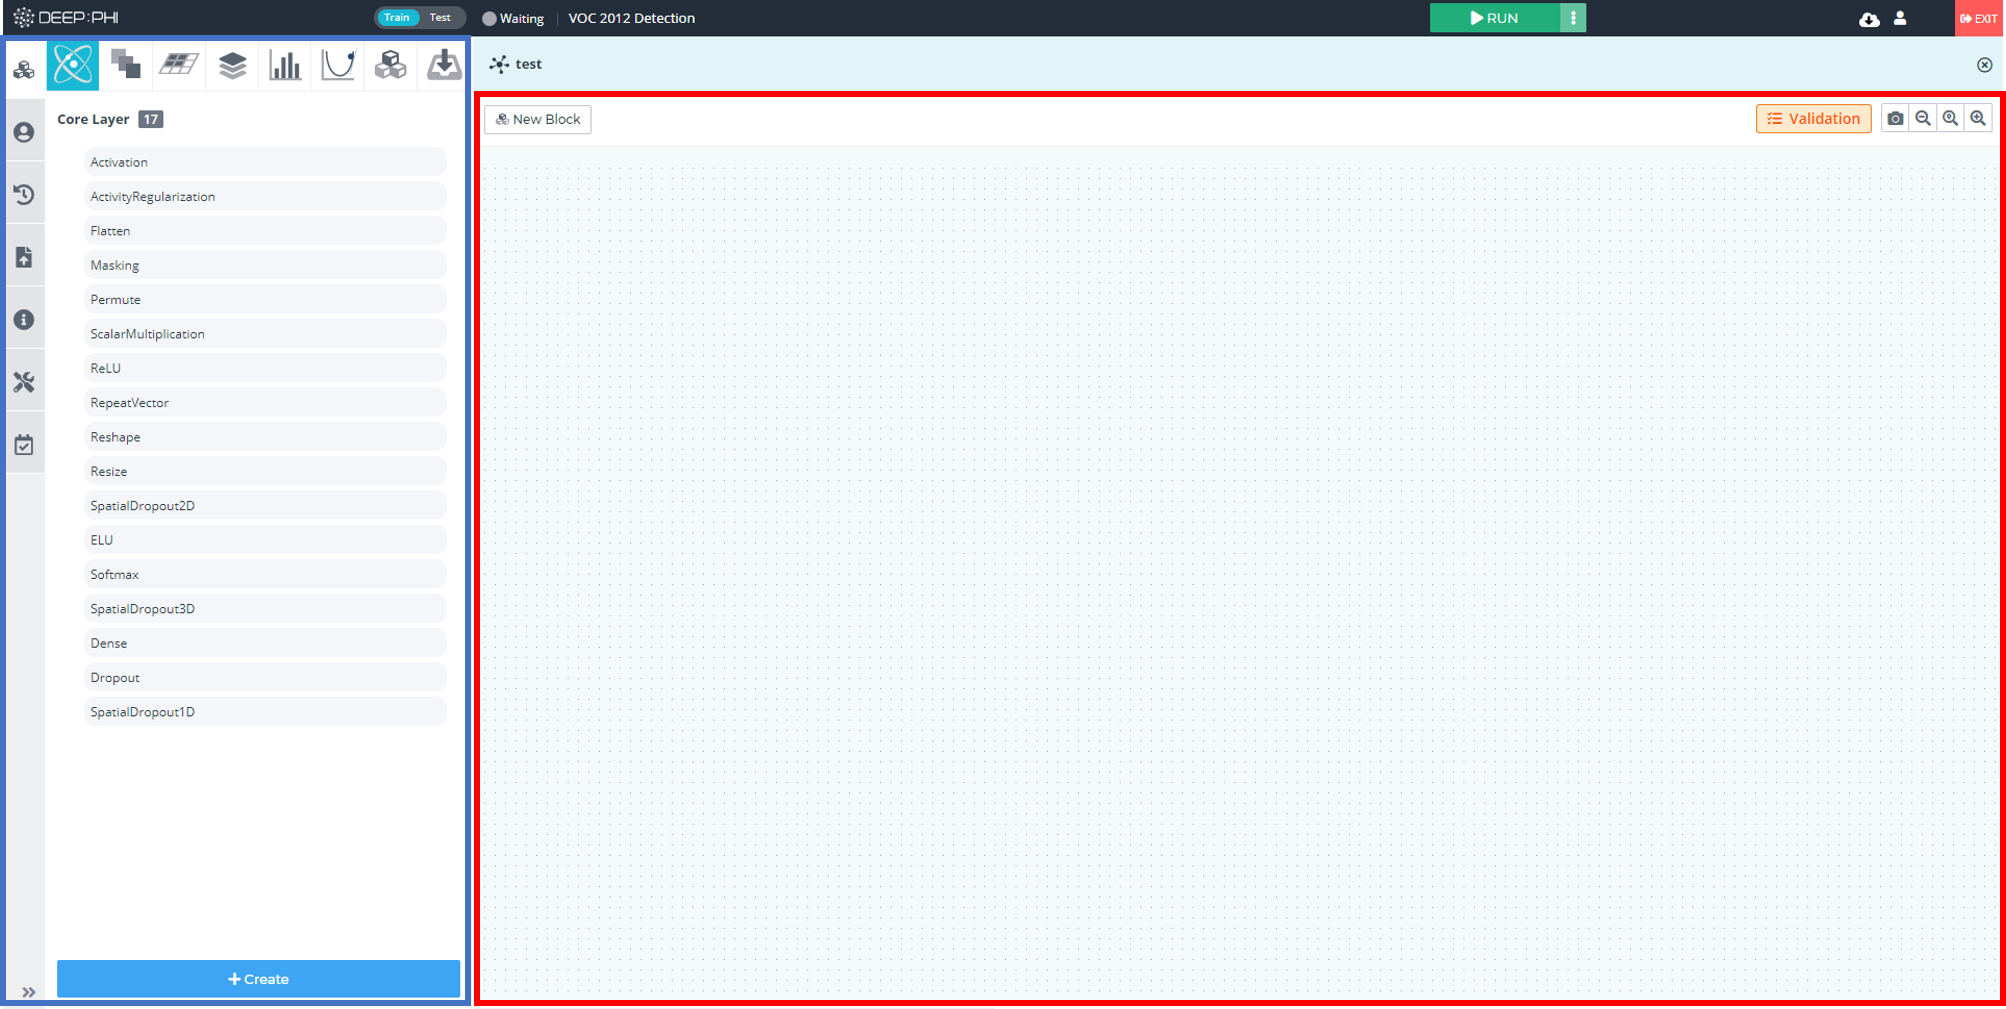 DEEP:PHI
Train Test
Waiting
VOC 2012 Detection
RUN
EXIT
test
Core Layer 17
New Block
Validation
Activation
ActivityRegularization
Flatten
Masking
Permute
ScalarMultiplication
ReLU
RepeatVector
Reshape
Resize
SpatialDropout2D
ELU
Softmax
SpatialDropout3D
Dense
Dropout
SpatialDropout1D
Create